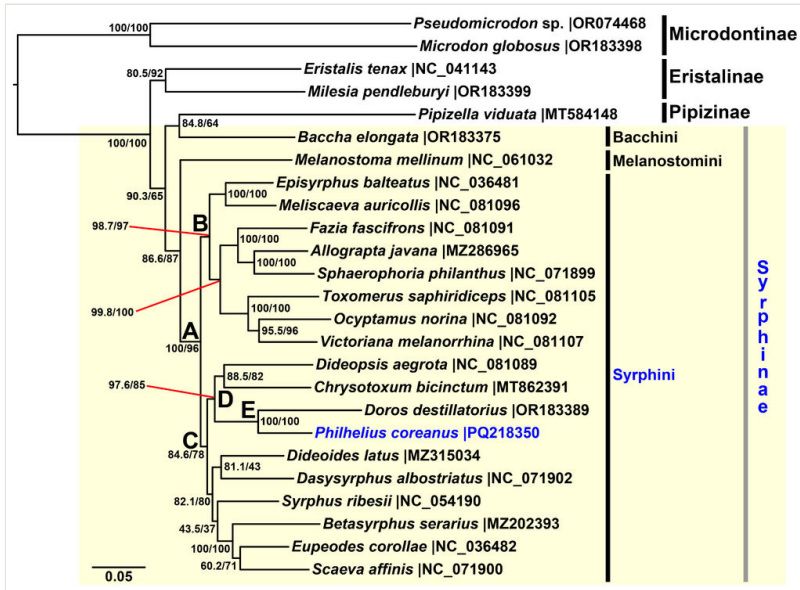 Pseudomicrodon sp. |OR074468
100/100
Microdon globosus |OR183398
Microdontinae
Eristalis tenax |NC_041143
80.5/92
Milesia pendleburyi |OR183399
Eristalinae
100/100
Pipizella viduata |MT584148
Pipizinae
84.8/64
Baccha elongata |OR183375
Bacchini
Melanostoma mellinum |NC_061032
Melanostomini
90.3/65
Episyrphus balteatus |NC_036481
100/100
Meliscaeva auricollis |NC_081096
98.7/97
B
Fazia fascifrons |NC_081091
100/100
Allograpta javana |MZ286965
86.6/87
100/100
Sphaerophoria philanthus |NC_071899
Toxomerus saphiridiceps |NC_081105
99.8/100
100/100
Ocyptamus norina |NC_081092
95.5/96
Victoriana melanorrhina |NC_081107
A
100/96
Dideopsis aegrota |NC_081089
88.5/82
Chrysotoxum bicinctum |MT862391
Syrphini
97.6/85
D
E
Doros destillatorius |OR183389
100/100
Philhelius coreanus |PQ218350
C
84.6/78
Dideoides latus |MZ315034
81.1/43
Dasysyrphus albostriatus |NC_071902
82.1/80
Syrphus ribesii |NC_054190
43.5/37
Betasyrphus serarius |MZ202393
100/100
Eupeodes corollae |NC_036482
60.2/71
Scaeva affinis |NC_071900
0.05
Syrphinae